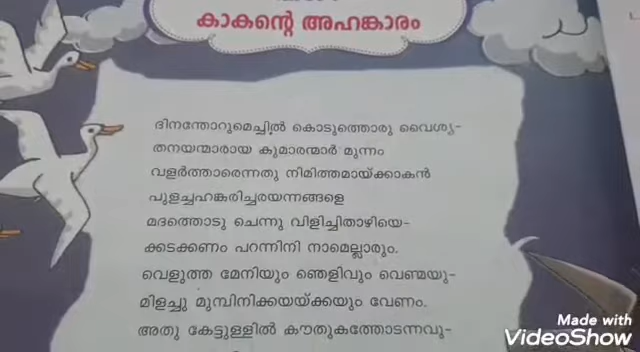 കാകന്റെ അഹങ്കാരം
ദിനന്തോറുമെച്ചിൽ കൊടുത്തൊരു വൈശ്യ-
തനയന്മാരായ കുമാരന്മാർ മുന്നം
വളർത്താരെന്നതു നിമിത്തമായ്ക്കാകൻ
പുളച്ചഹങ്കരിച്ചരയന്നങ്ങളെ
മദത്തൊടു ചെന്നു വിളിച്ചിതാഴിയെ-
ക്കടക്കണം പറന്നിനി നാമെല്ലാരും.
വെളുത്ത മേനിയും ഞെളിവും വെണ്മയു-
മിളച്ചു മുമ്പിനിക്കയയ്ക്കയും വേണം.
അതു കേട്ടുള്ളിൽ കൗതുകത്തോടന്നവു-
Made with
VideoShow